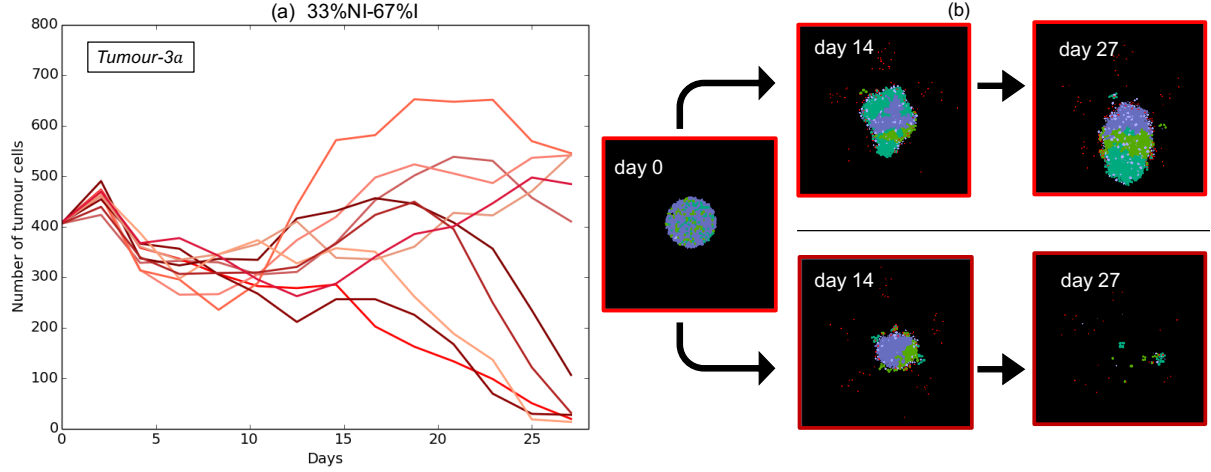 (a) 33%NI-67%I
(b)
800
700
600
500
400
300
200
100
0
Number of tumour cells
Tumour-3a
0 5 10 15 20 25
Days
day 0
day 14
day 27
day 14
day 27